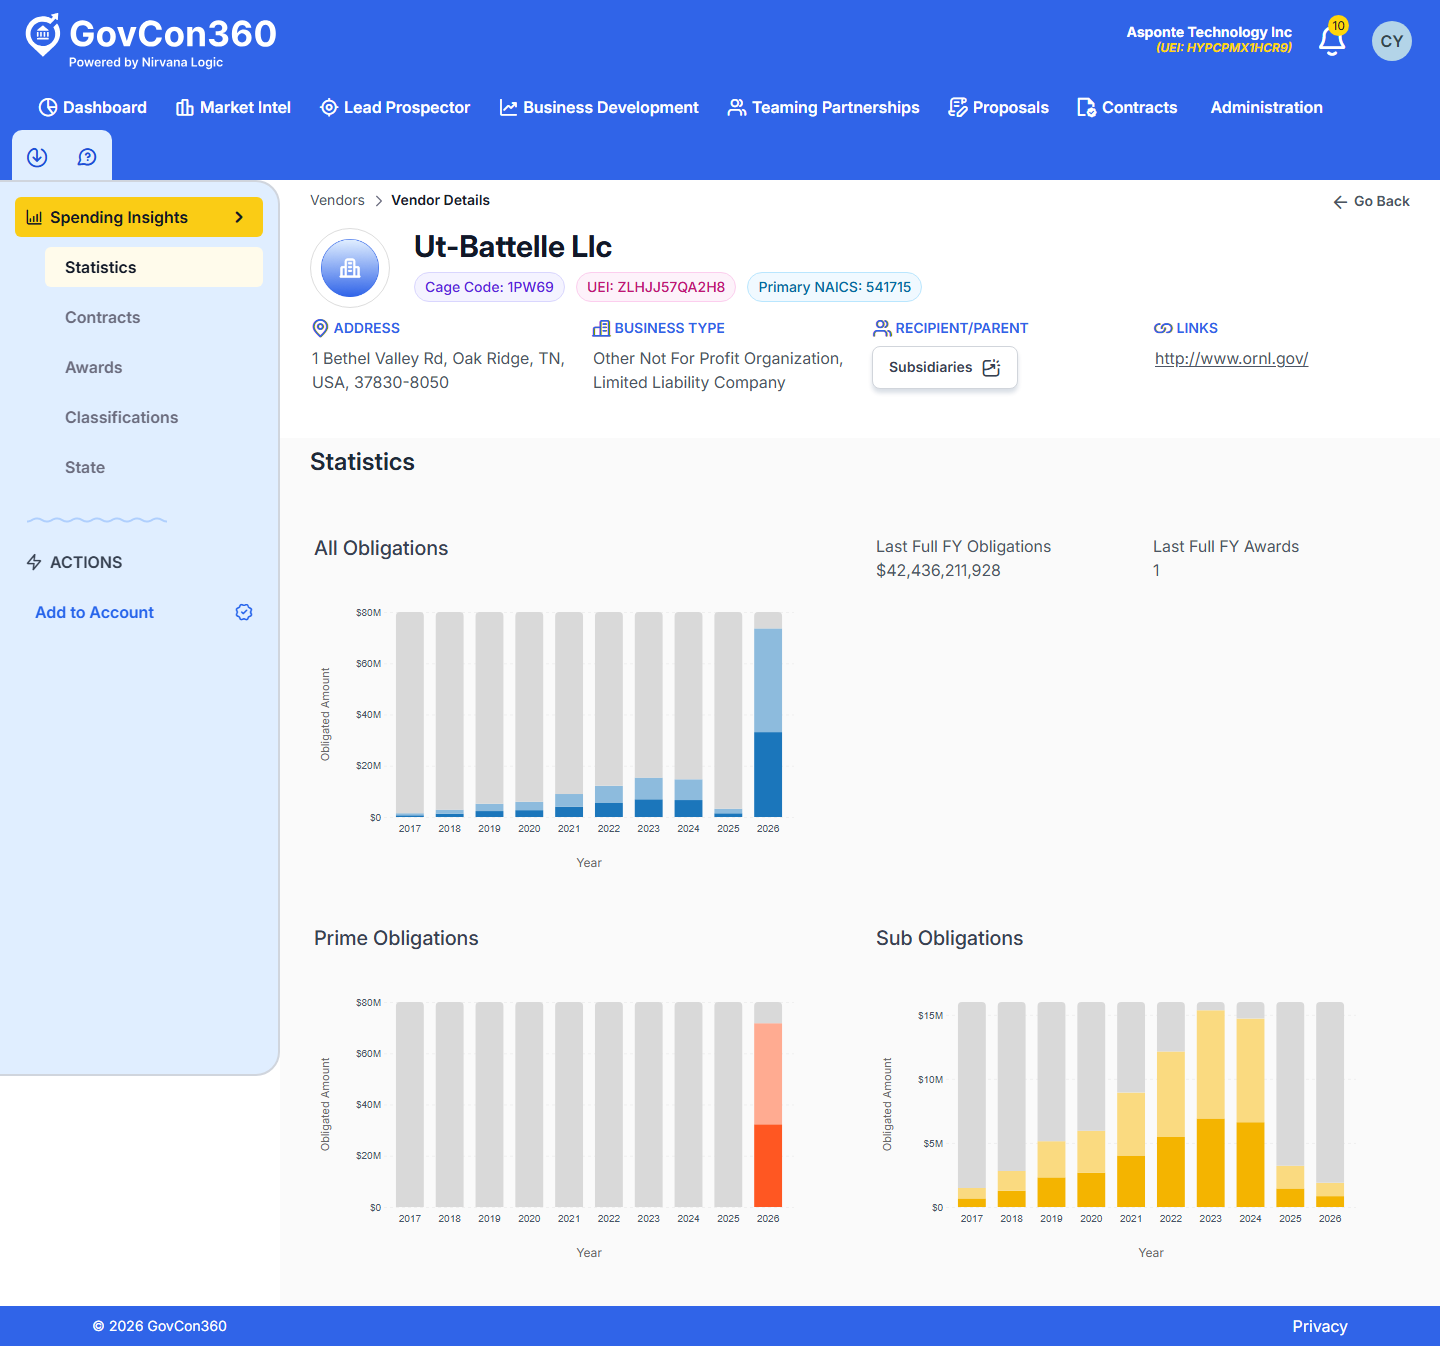 GovCon360
Powered by Nirvana Logic
Asponte Technology Inc
(UEI: HYPCPMX1HCR9)
10
CY
Dashboard
Market Intel
Lead Prospector
Business Development
Teaming Partnerships
Proposals
Contracts
Administration
Spending Insights
Statistics
Contracts
Awards
Classifications
State
ACTIONS
Add to Account
Vendors
Vendor Details
Go Back
Ut-Battelle Llc
Cage Code: 1PW69
UEI: ZLHJJ57QA2H8
Primary NAICS: 541715
ADDRESS
1 Bethel Valley Rd, Oak Ridge, TN,
USA, 37830-8050
BUSINESS TYPE
Other Not For Profit Organization,
Limited Liability Company
RECIPIENT/PARENT
Subsidiaries
LINKS
http://www.ornl.gov/
Statistics
All Obligations
Last Full FY Obligations
$42,436,211,928
Last Full FY Awards
1
Obligated Amount
$80M
$60M
$40M
$20M
$0
2017 2018 2019 2020 2021 2022 2023 2024 2025 2026
Year
Prime Obligations
Obligated Amount
$80M
$60M
$40M
$20M
$0
2017 2018 2019 2020 2021 2022 2023 2024 2025 2026
Year
Sub Obligations
Obligated Amount
$15M
$10M
$5M
$0
2017 2018 2019 2020 2021 2022 2023 2024 2025 2026
Year
© 2026 GovCon360
Privacy